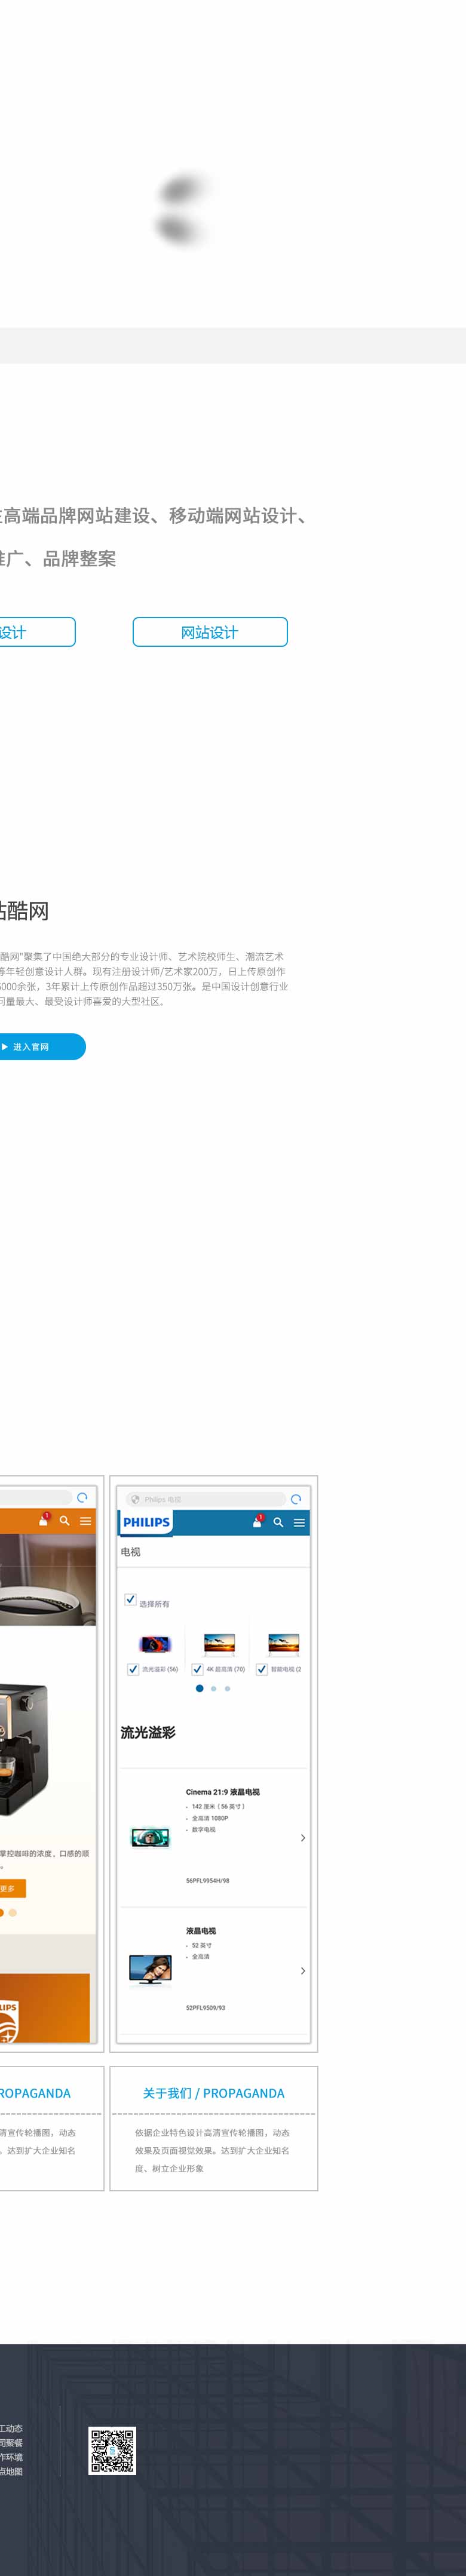 高端品牌网站建设、移动端网站设计、
推广、品牌整案
设计
网站设计
站酷网
酷网"聚集了中国绝大部分的专业设计师、艺术院校师生、潮流艺术
等年轻创意设计人群。现有注册设计师/艺术家200万，日上传原创作
6000余张，3年累计上传原创作品超过350万张。是中国设计创意行业
问量最大、最受设计师喜爱的大型社区.
进入官网
1
掌控咖啡的浓度，口感的顺
。
更多
LIPS
Philips 电视
PHILIPS
1
电视
选择所有
流光溢彩 (56)
4K 超高清 (70)
智能电视 (2
流光溢彩
Cinema 21:9 液晶电视
• 142 厘米（56 英寸）
• 全高清 1080P
• 数字电视
56PFL9954H/98
液晶电视
• 52 英寸
• 全高清
52PFL9509/93
ROPAGANDA
清宣传轮播图，动态
。达到扩大企业知名
关于我们 / PROPAGANDA
依据企业特色设计高清宣传轮播图，动态
效果及页面视觉效果。达到扩大企业知名
度、树立企业形象
工动态
司聚餐
作环境
点地图